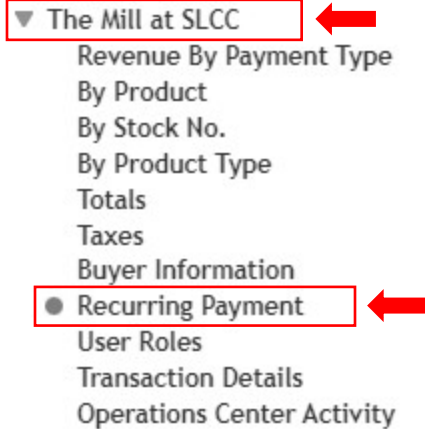 The Mill at SLCC
Revenue By Payment Type
By Product
By Stock No.
By Product Type
Totals
Taxes
Buyer Information
Recurring Payment
User Roles
Transaction Details
Operations Center Activity